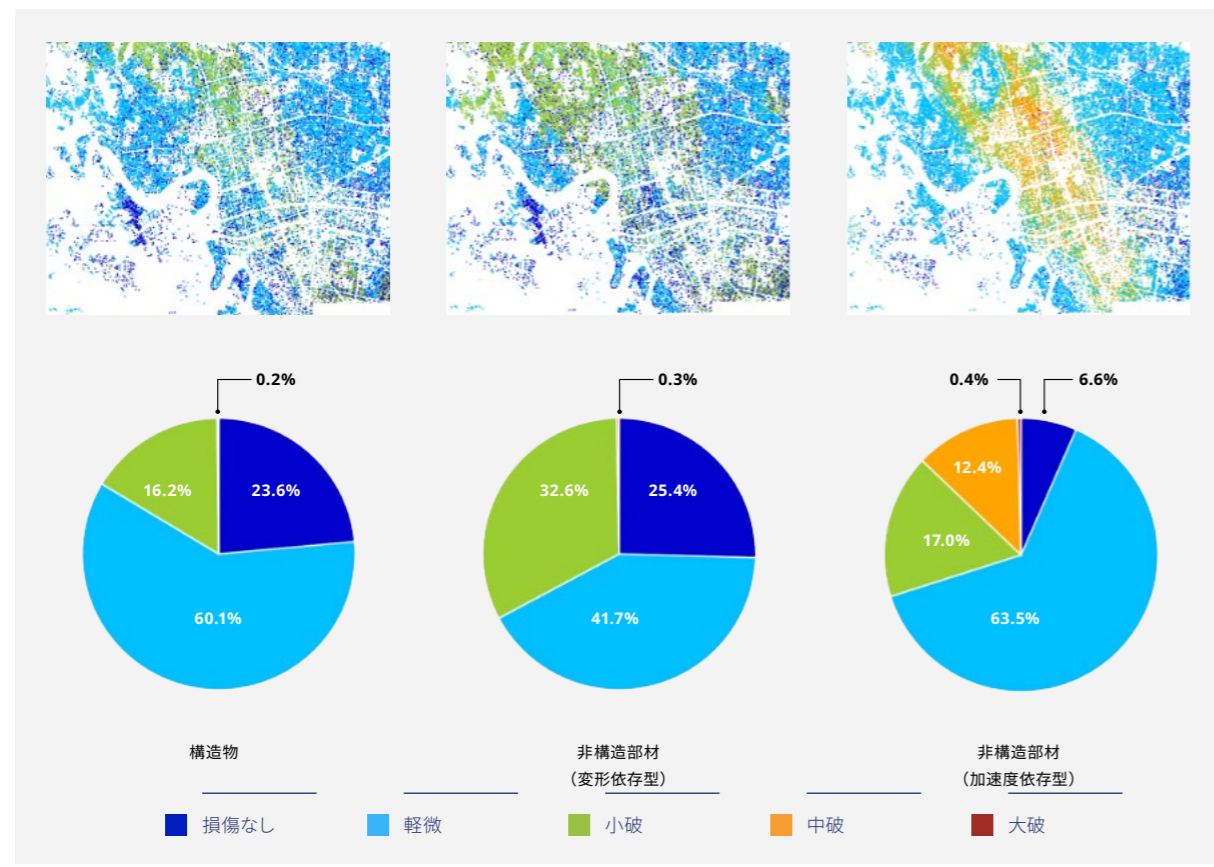 0.2%
0.3%
0.4%
6.6%
16.2%
23.6%
60.1%
32.6%
25.4%
41.7%
12.4%
17.0%
63.5%
構造物
非構造部材
（変形依存型）
非構造部材
（加速度依存型）
損傷なし
軽微
小破
中破
大破